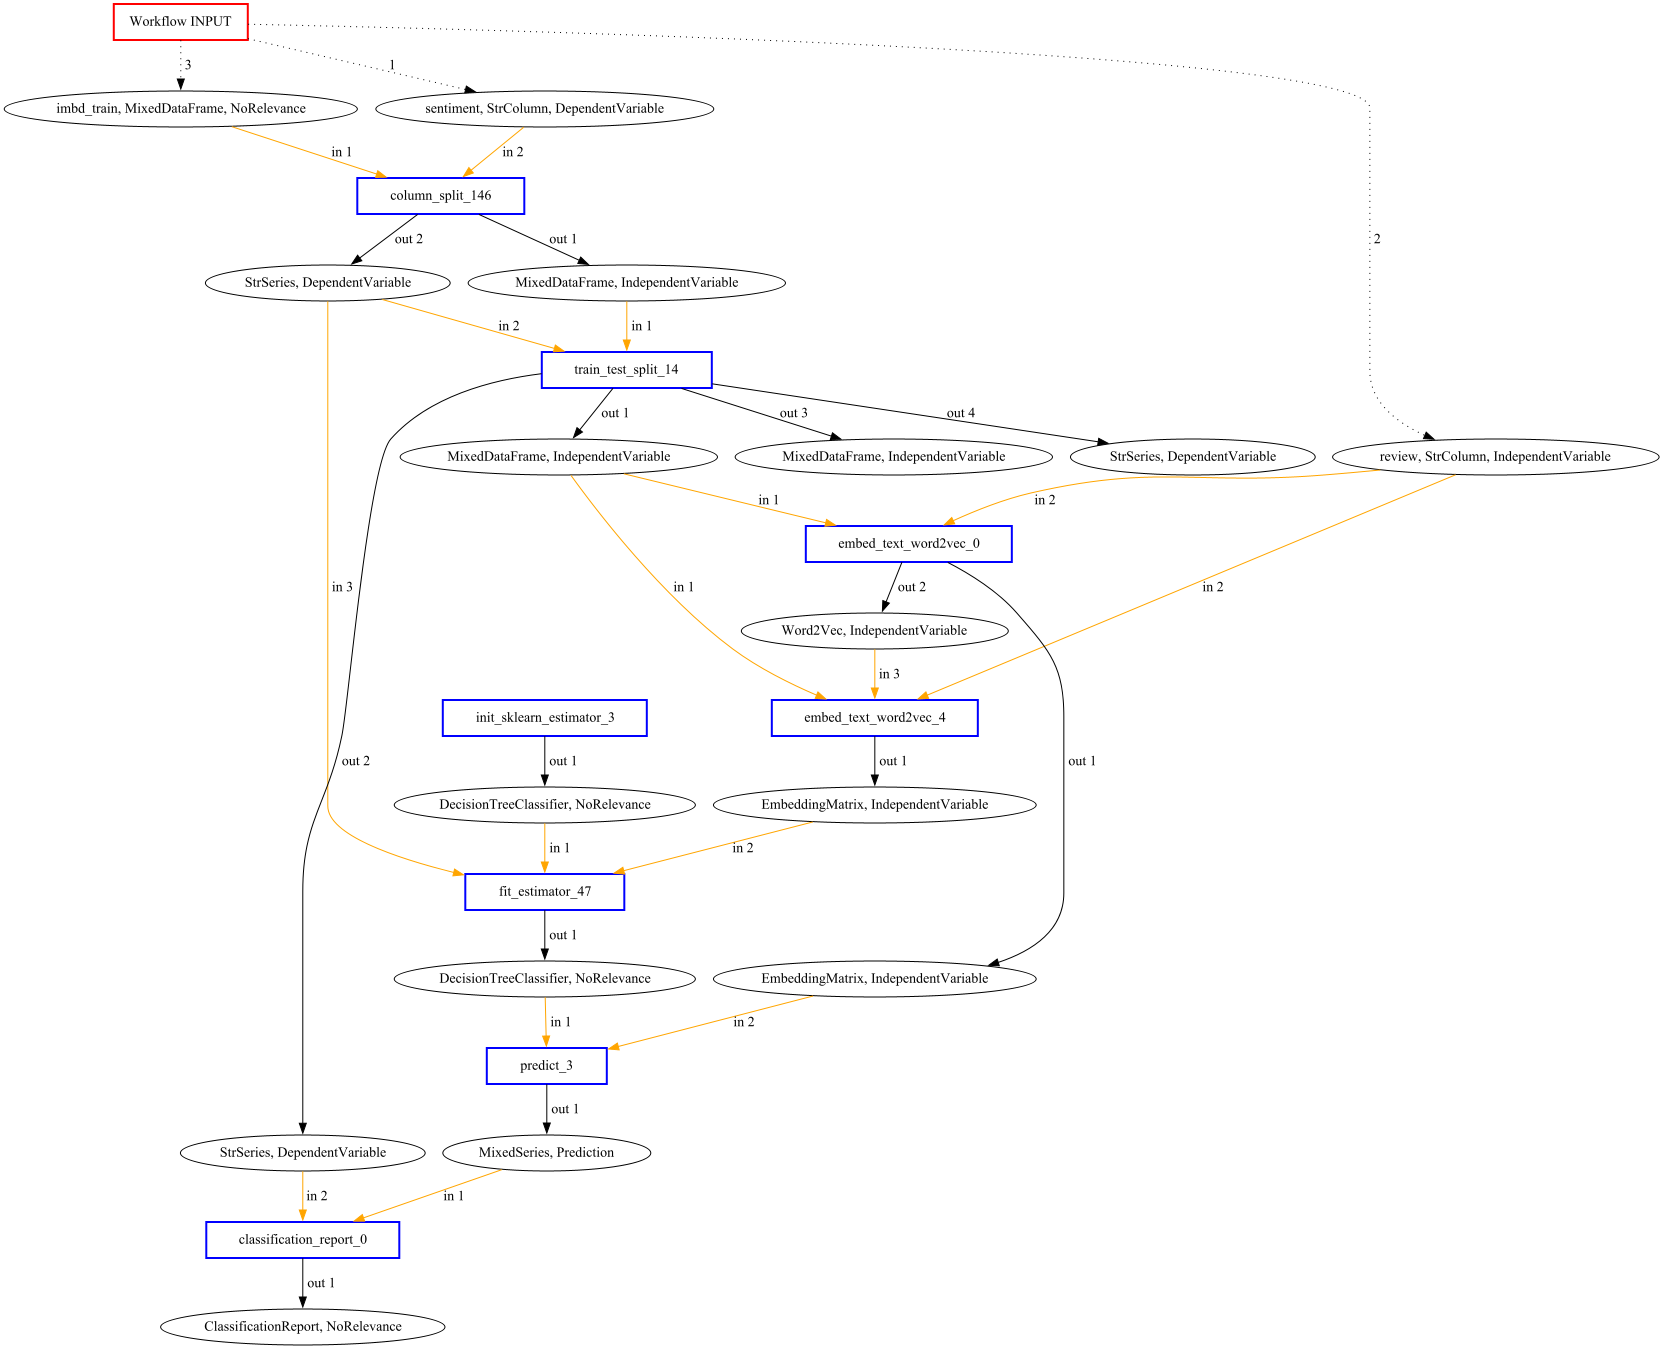 Workflow INPUT
3
1
imbd_train, MixedDataFrame, NoRelevance
sentiment, StrColumn, DependentVariable
in 1
in 2
column_split_146
out 2
out 1
2
StrSeries, DependentVariable
MixedDataFrame, IndependentVariable
in 2
in 1
train_test_split_14
out 1
out 3
out 4
MixedDataFrame, IndependentVariable
MixedDataFrame, IndependentVariable
StrSeries, DependentVariable
review, StrColumn, IndependentVariable
in 1
in 2
embed_text_word2vec_0
in 3
in 1
out 2
in 2
Word2Vec, IndependentVariable
in 3
init_sklearn_estimator_3
embed_text_word2vec_4
out 2
out 1
out 1
out 1
DecisionTreeClassifier, NoRelevance
EmbeddingMatrix, IndependentVariable
in 1
in 2
fit_estimator_47
out 1
DecisionTreeClassifier, NoRelevance
EmbeddingMatrix, IndependentVariable
in 1
in 2
predict_3
out 1
StrSeries, DependentVariable
MixedSeries, Prediction
in 2
in 1
classification_report_0
out 1
ClassificationReport, NoRelevance